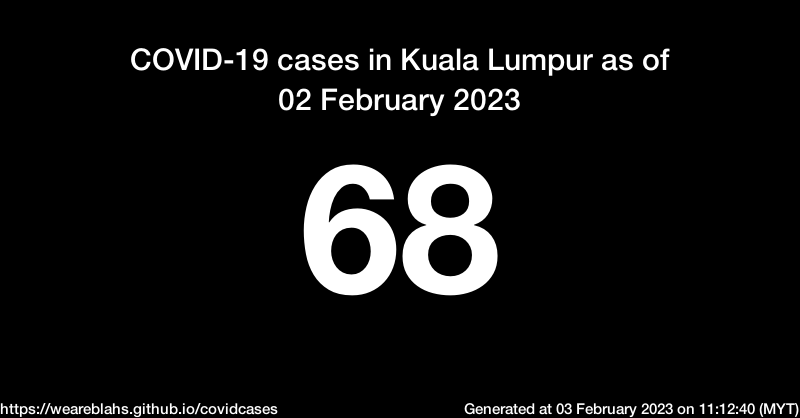 COVID-19 cases in Kuala Lumpur as of
02 February 2023
68
https://weareblahs.github.io/covidcases
Generated at 03 February 2023 on 11:12:40 (MYT)